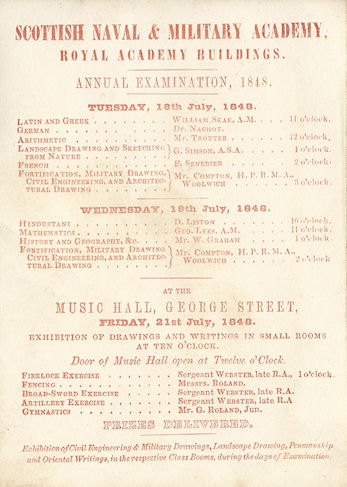 SCOTTISH NAVAL & MILITARY ACADEMY,
ROYAL ACADEMY BUILDINGS.
ANNUAL EXAMINATION, 1848.
TUESDAY, 18th July, 1848.
LATIN AND GREEK . . . . . . . . . WILLIAM SKAE, A.M. . . . 11 o'clock.
GERMAN . . . . . . . . . . . . . DR. NACHOT.
ARITHMETIC . . . . . . . . . . . MR. TROTTER . . . . . 12 o'clock,
LANDSCAPE DRAWING AND SKETCHING FROM NATURE . . . . . . . . . } G. SIMSON, A.S.A. . . . . 1 o'clock.
FRENCH . . . . . . . . . . . . . F. SENEBIER . . . . . 2 o'clock.
FORTIFICATION, MILITARY DRAWING, CIVIL ENGINEERING, AND ARCHITECTURAL DRAWING . . . . . . . } MR. COMPTON, H. P. R. M. A., WOOLWICH . . . . . 3 o'clock.
WEDNESDAY, 19th July, 1848.
HINDUSTANI . . . . . . . . . . . D. LISTON . . . . . 10 o'clock.
MATHEMATICS . . . . . . . . . . . GEO. LEES, A.M. . . . . 11 o'clock.
HISTORY AND GEOGRAPHY, &c. . . . . MR. W. GRAHAM . . . . 1 o'clock.
FORTIFICATION, MILITARY DRAWING, CIVIL ENGINEERING, AND ARCHITECTURAL DRAWING . . . . . . . } MR. COMPTON, H. P. R. M. A., WOOLWICH . . . . . 2 o'clock
AT THE
MUSIC HALL, GEORGE STREET,
FRIDAY, 21st July, 1848.
EXHIBITION OF DRAWINGS AND WRITINGS IN SMALL ROOMS
AT TEN O'CLOCK.
Door of Music Hall open at Twelve o'Clock.
FIRELOCK EXERCISE . . . . . . . SERGEANT WEBSTER, late R.A., 1 o'clock.
FENCING . . . . . . . . . . . . MESSRS. ROLAND.
BROAD-SWORD EXERCISE . . . . . . SERGEANT WEBSTER, late R.A.
ARTILLERY EXERCISE . . . . . . . SERGEANT WEBSTER, late R.A
GYMNASTICS . . . . . . . . . . . MR. G. ROLAND, JUN.
PRIZES DELIVERED.
Exhibition of Civil Engineering & Military Drawings, Landscape Drawing, Penmanship
and Oriental Writings, in the respective Class Rooms, during the days of Examination.